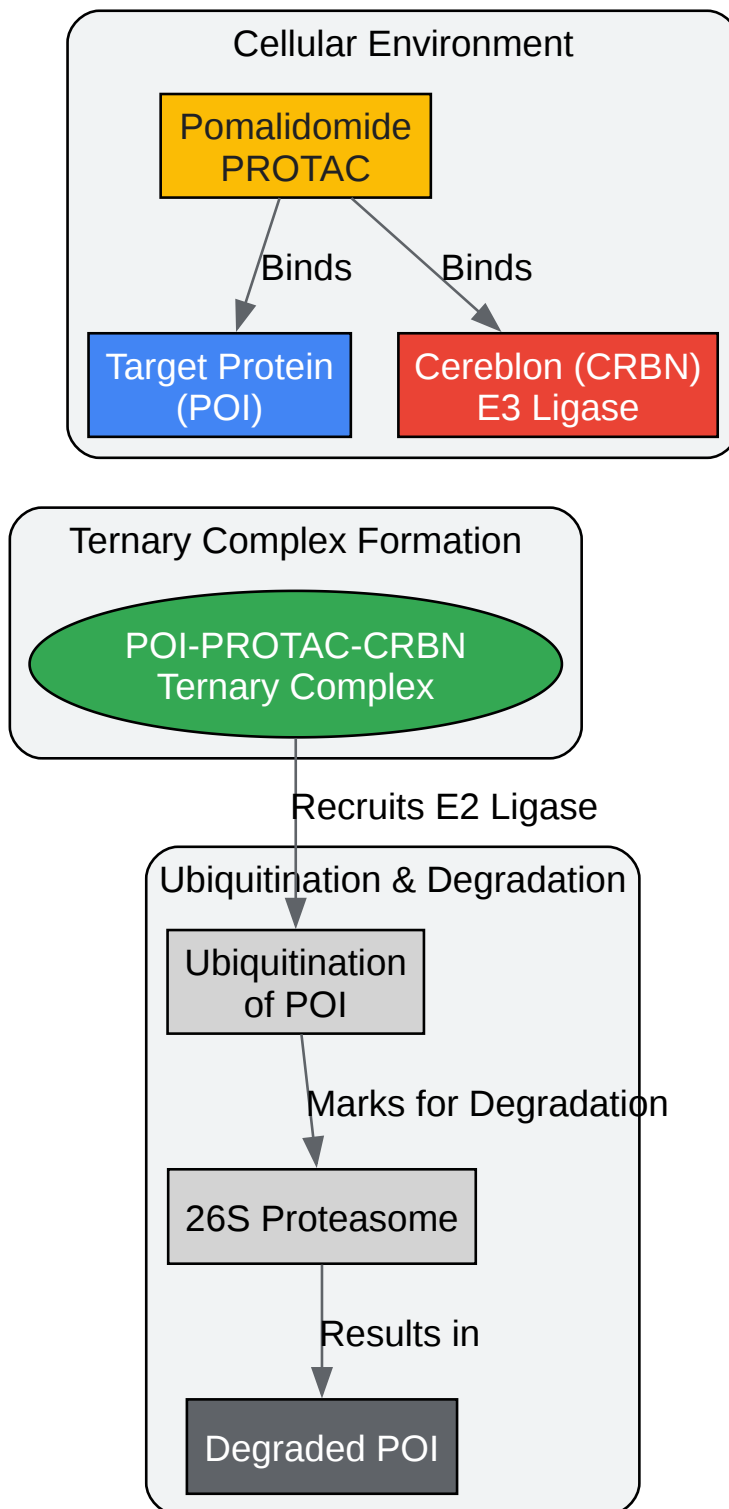 Cellular Environment
Pomalidomide
PROTAC
Binds
Binds
Target Protein
(POI)
Cereblon (CRBN)
E3 Ligase
Ternary Complex Formation
POI-PROTAC-CRBN
Ternary Complex
Recruits E2 Ligase
Ubiquitination & Degradation
Ubiquitination
of POI
Marks for Degradation
26S Proteasome
Results in
Degraded POI